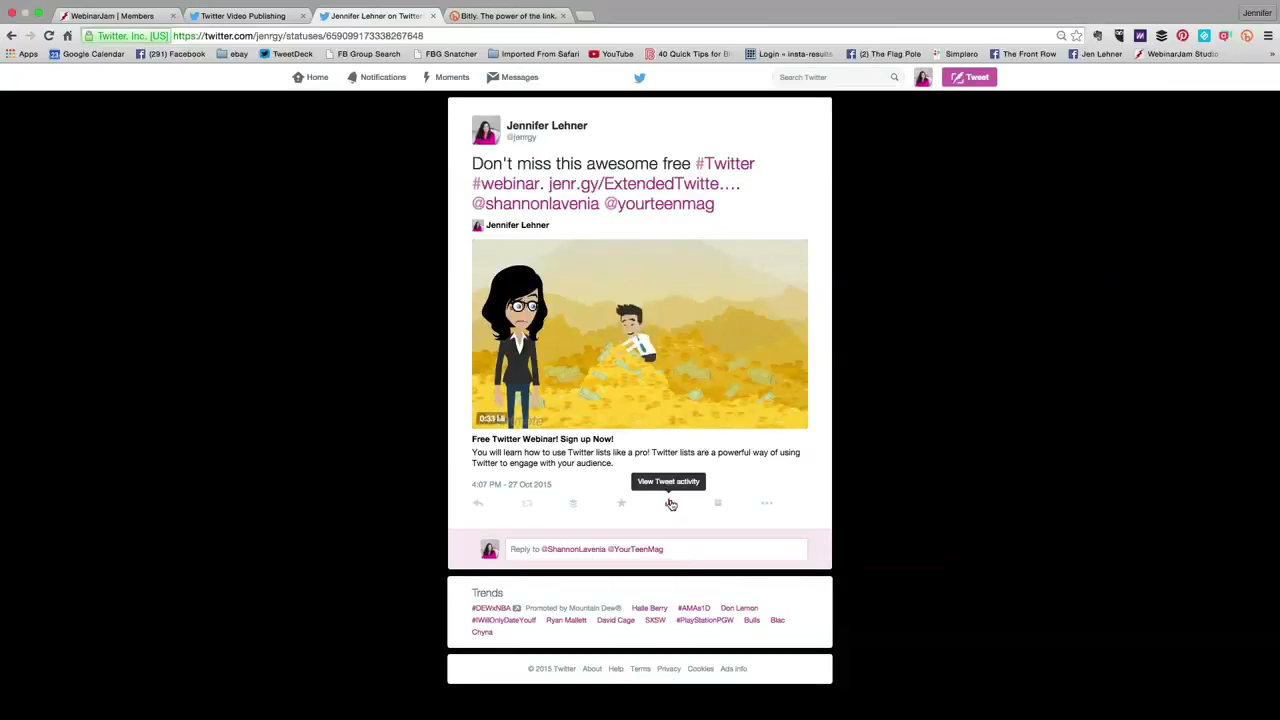 WebinarJam | Members
Twitter Video Publishing
Jennifer Lehner on Twitter:
Bitly. The power of the link.
Jennifer
Twitter, Inc. [US] https://twitter.com/jenrgy/statuses/659099173338267648
Apps Google Calendar (291) Facebook ebay TweetDeck FB Group Search FBG Snatcher Imported From Safari YouTube 40 Quick Tips for Bl Login = insta-results (2) The Flag Pole Simplero The Front Row Jen Lehner WebinarJam Studio »
Home Notifications Moments Messages Search Twitter Tweet
Jennifer Lehner
@jenrgy
Don't miss this awesome free #Twitter
#webinar. jenr.gy/ExtendedTwitte….
@shannonlavenia @yourteenmag
Jennifer Lehner
0:33
Free Twitter Webinar! Sign up Now!
You will learn how to use Twitter lists like a pro! Twitter lists are a powerful way of using
Twitter to engage with your audience.
View Tweet activity
4:07 PM - 27 Oct 2015
Reply to @ShannonLavenia @YourTeenMag
Trends
#DEWxNBA Promoted by Mountain Dew® Halle Berry #AMAs1D Don Lemon
#IWillOnlyDateYouIf Ryan Mallett David Cage SXSW #PlayStationPGW Bulls Blac
Chyna
© 2015 Twitter About Help Terms Privacy Cookies Ads info